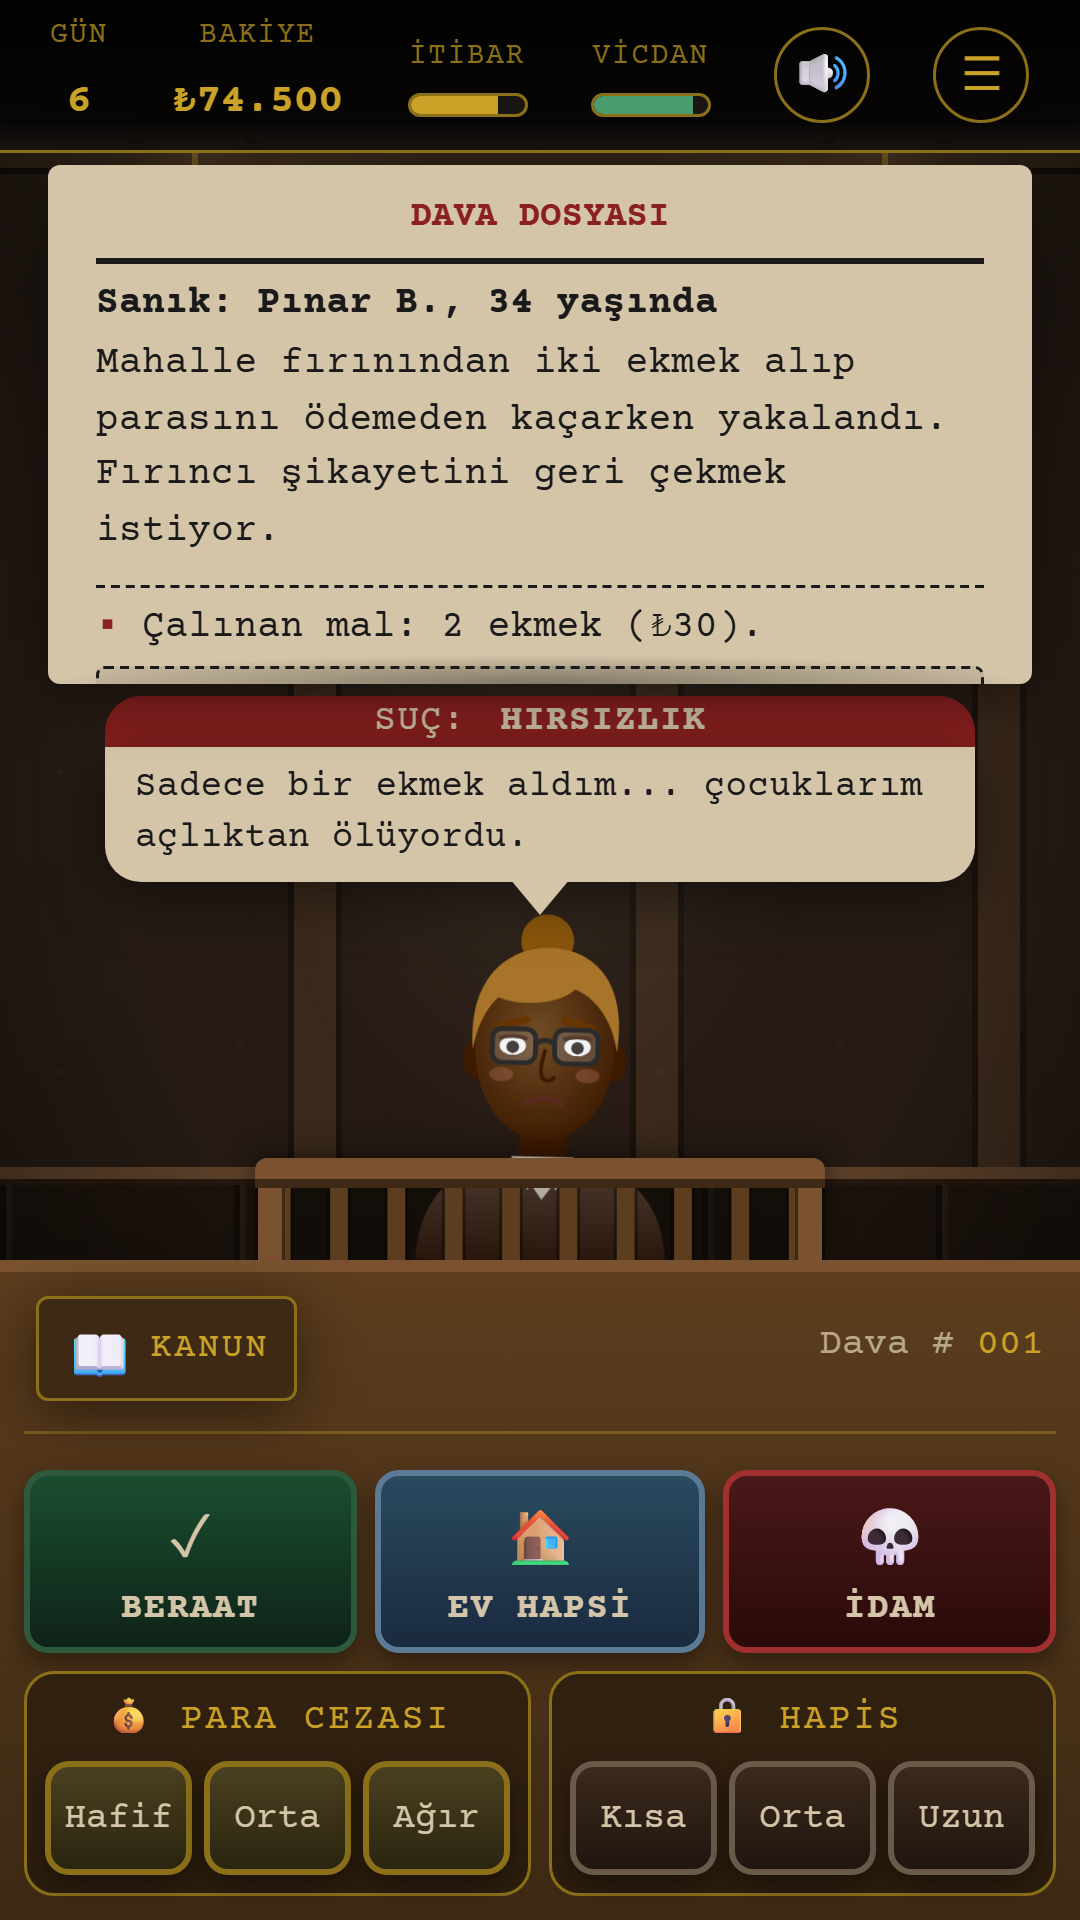 GÜN
6
BAKİYE
₺74.500
İTİBAR
VİCDAN
DAVA DOSYASI
Sanık: Pınar B., 34 yaşında
Mahalle fırınından iki ekmek alıp
parasını ödemeden kaçarken yakalandı.
Fırıncı şikayetini geri çekmek
istiyor.
▪ Çalınan mal: 2 ekmek (₺30).
SUÇ: HIRSIZLIK
Sadece bir ekmek aldım... çocuklarım
açlıktan ölüyordu.
KANUN
Dava # 001
✓
BERAAT
EV HAPSİ
İDAM
PARA CEZASI
Hafif
Orta
Ağır
HAPİS
Kısa
Orta
Uzun